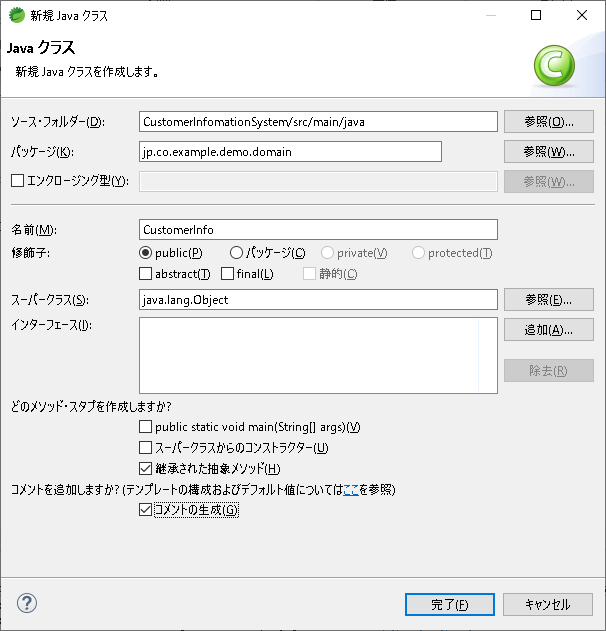 新規 Java クラス
Java クラス
新規 Java クラスを作成します。
ソース・フォルダー(D): CustomerInfomationSystem/src/main/java 参照(O)...
パッケージ(K): jp.co.example.demo.domain 参照(W)...
エンクロージング型(Y): 参照(W)...
名前(M): CustomerInfo
修飾子: public(P) パッケージ(C) private(V) protected(T)
abstract(T) final(L) 静的(C)
スーパークラス(S): java.lang.Object 参照(E)...
インターフェース(I): 追加(A)...
除去(R)
どのメソッド・スタブを作成しますか?
public static void main(String[] args)(V)
スーパークラスからのコンストラクター(U)
継承された抽象メソッド(H)
コメントを追加しますか? (テンプレートの構成およびデフォルト値についてはここを参照)
コメントの生成(G)
? 完了(F) キャンセル